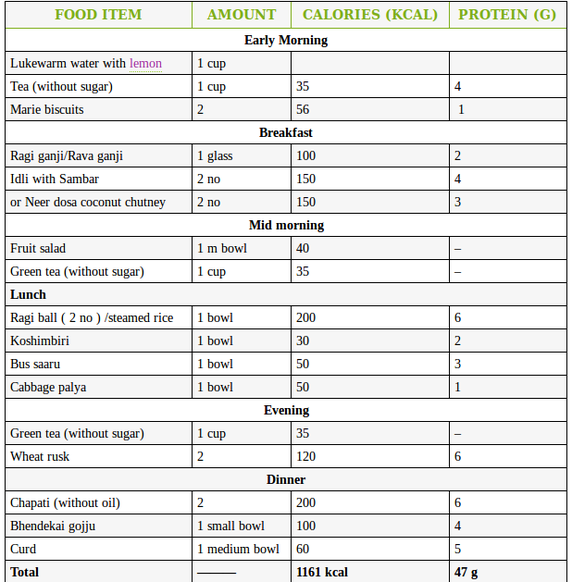 FOOD ITEM AMOUNT CALORIES (KCAL) PROTEIN (G)
Early Morning
Lukewarm water with lemon 1 cup
Tea (without sugar) 1 cup 35 4
Marie biscuits 2 56 1
Breakfast
Ragi ganji/Rava ganji 1 glass 100 2
Idli with Sambar 2 no 150 4
or Neer dosa coconut chutney 2 no 150 3
Mid morning
Fruit salad 1 m bowl 40 –
Green tea (without sugar) 1 cup 35 –
Lunch
Ragi ball ( 2 no ) /steamed rice 1 bowl 200 6
Koshimbiri 1 bowl 30 2
Bus saaru 1 bowl 50 3
Cabbage palya 1 bowl 50 1
Evening
Green tea (without sugar) 1 cup 35 –
Wheat rusk 2 120 6
Dinner
Chapati (without oil) 2 200 6
Bhendekai gojju 1 small bowl 100 4
Curd 1 medium bowl 60 5
Total ——— 1161 kcal 47 g